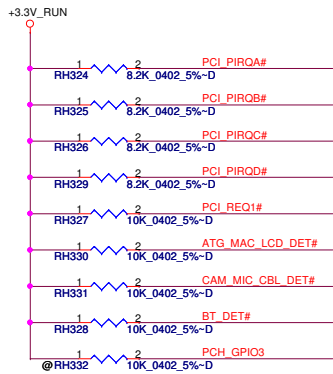 +3.3V_RUN
1 2 PCI_PIRQA#
RH324 8.2K_0402_5%~D
1 2 PCI_PIRQB#
RH325 8.2K_0402_5%~D
1 2 PCI_PIRQC#
RH326 8.2K_0402_5%~D
1 2 PCI_PIRQD#
RH329 8.2K_0402_5%~D
1 2 PCI_REQ1#
RH327 10K_0402_5%~D
1 2 ATG_MAC_LCD_DET#
RH330 10K_0402_5%~D
1 2 CAM_MIC_CBL_DET#
RH331 10K_0402_5%~D
1 2 BT_DET#
RH328 10K_0402_5%~D
1 2 PCH_GPIO3
@RH332 10K_0402_5%~D